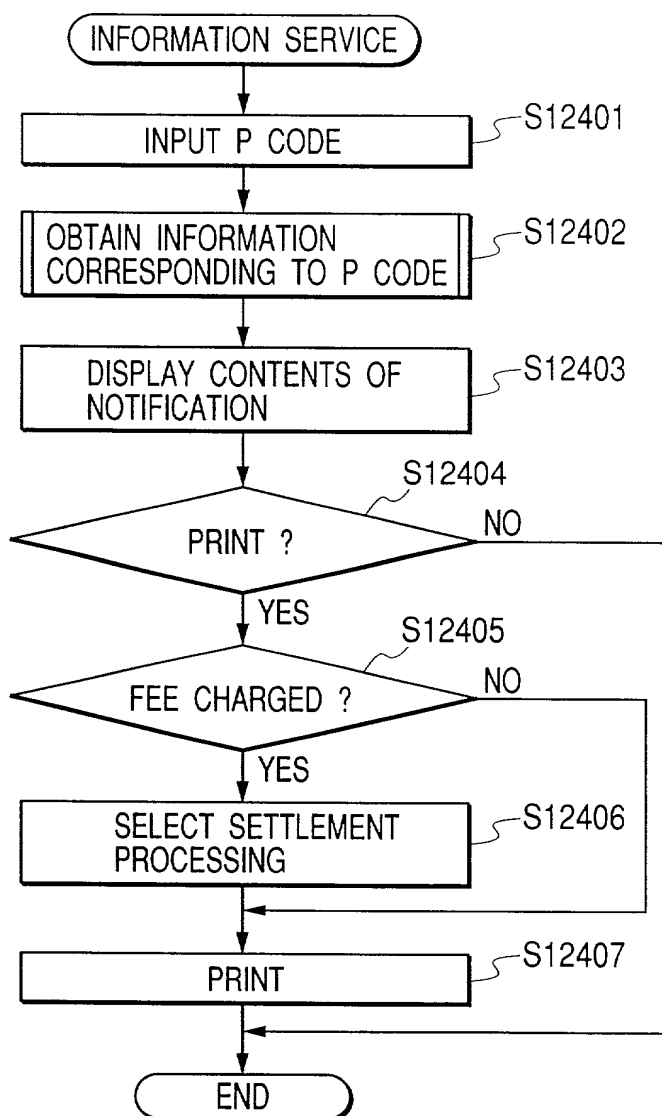 INFORMATION SERVICE
S12401
INPUT P CODE
S12402
OBTAIN INFORMATION
CORRESPONDING TO P CODE
S12403
DISPLAY CONTENTS OF
NOTIFICATION
S12404
PRINT ?
NO
YES
S12405
FEE CHARGED ?
NO
YES
S12406
SELECT SETTLEMENT
PROCESSING
S12407
PRINT
END